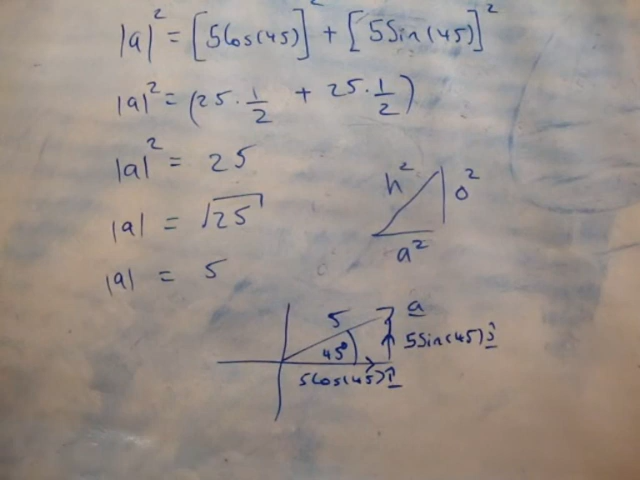 |a|² = [5Cos(45)]² + [5Sin(45)]²
|a|² = (25·1/2 + 25·1/2)
|a|² = 25
|a| = √25
|a| = 5
h² o²
a²
5 a
45° 5Sin(45)j
5Cos(45)i